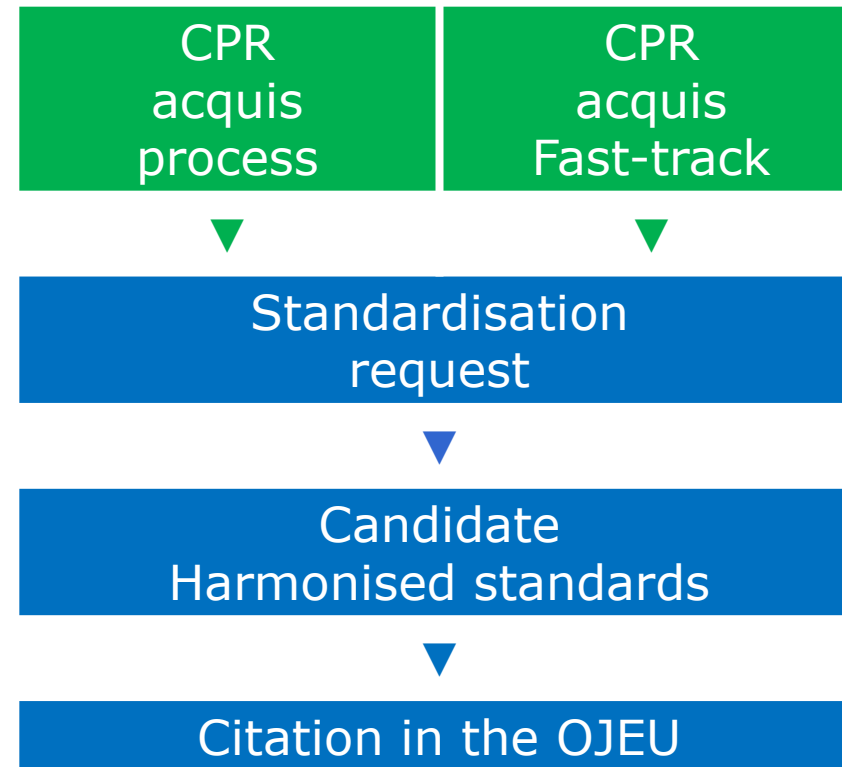 CPR
acquis
process
CPR
acquis
Fast-track
Standardisation
request
Candidate
Harmonised standards
Citation in the OJEU